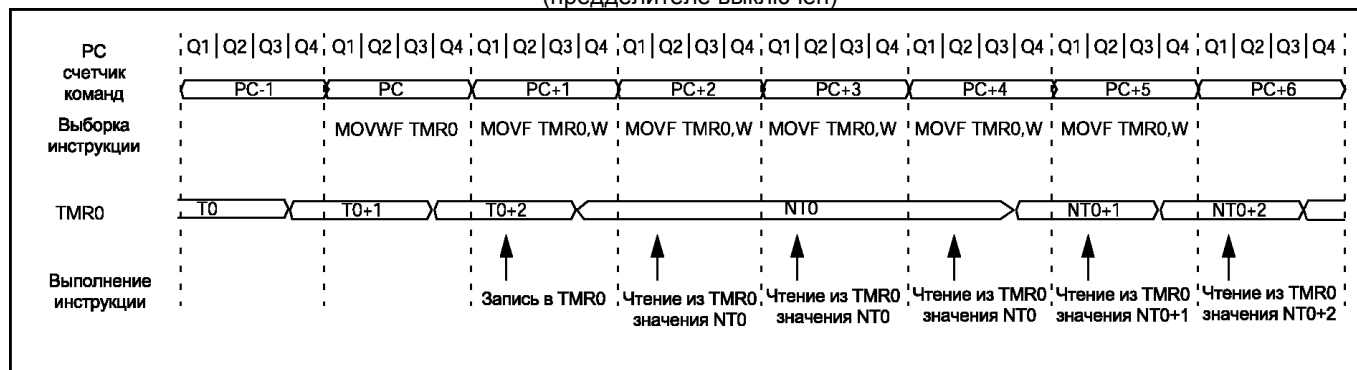 (предделителе выключен)
PC счетчик команд
Q1 Q2 Q3 Q4 Q1 Q2 Q3 Q4 Q1 Q2 Q3 Q4 Q1 Q2 Q3 Q4 Q1 Q2 Q3 Q4 Q1 Q2 Q3 Q4 Q1 Q2 Q3 Q4 Q1 Q2 Q3 Q4
PC-1 PC PC+1 PC+2 PC+3 PC+4 PC+5 PC+6
Выборка инструкции
MOVWF TMR0 MOVF TMR0,W MOVF TMR0,W MOVF TMR0,W MOVF TMR0,W MOVF TMR0,W
TMR0
T0 T0+1 T0+2 NT0 NT0+1 NT0+2
Выполнение инструкции
Запись в TMR0
Чтение из TMR0 значения NT0
Чтение из TMR0 значения NT0
Чтение из TMR0 значения NT0
Чтение из TMR0 значения NT0+1
Чтение из TMR0 значения NT0+2